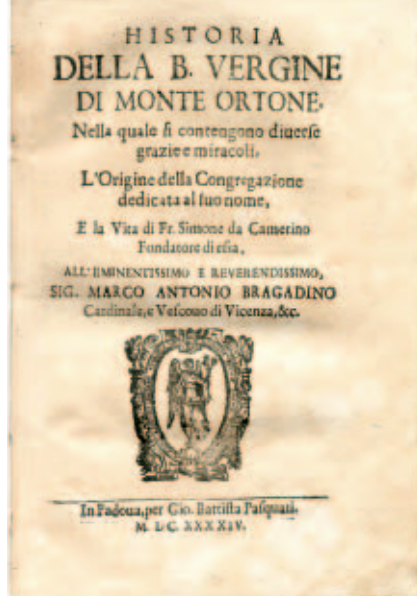 HISTORIA
DELLA B. VERGINE
DI MONTE ORTONE.
Nella quale ſi contengono diuerſe
grazie e miracoli,
L'Origine della Congregazione
dedicata al ſuo nome,
E la Vita di Fr. Simone da Camerino
Fondatore di eſſa,
ALL'EMINENTISSIMO E REVERENDISSIMO,
SIG. MARCO ANTONIO BRAGADINO
Cardinale, e Veſcouo di Vicenza, &c.
In Padoua, per Gio. Battiſta Paſquati.
M. DC. XXXXIV.